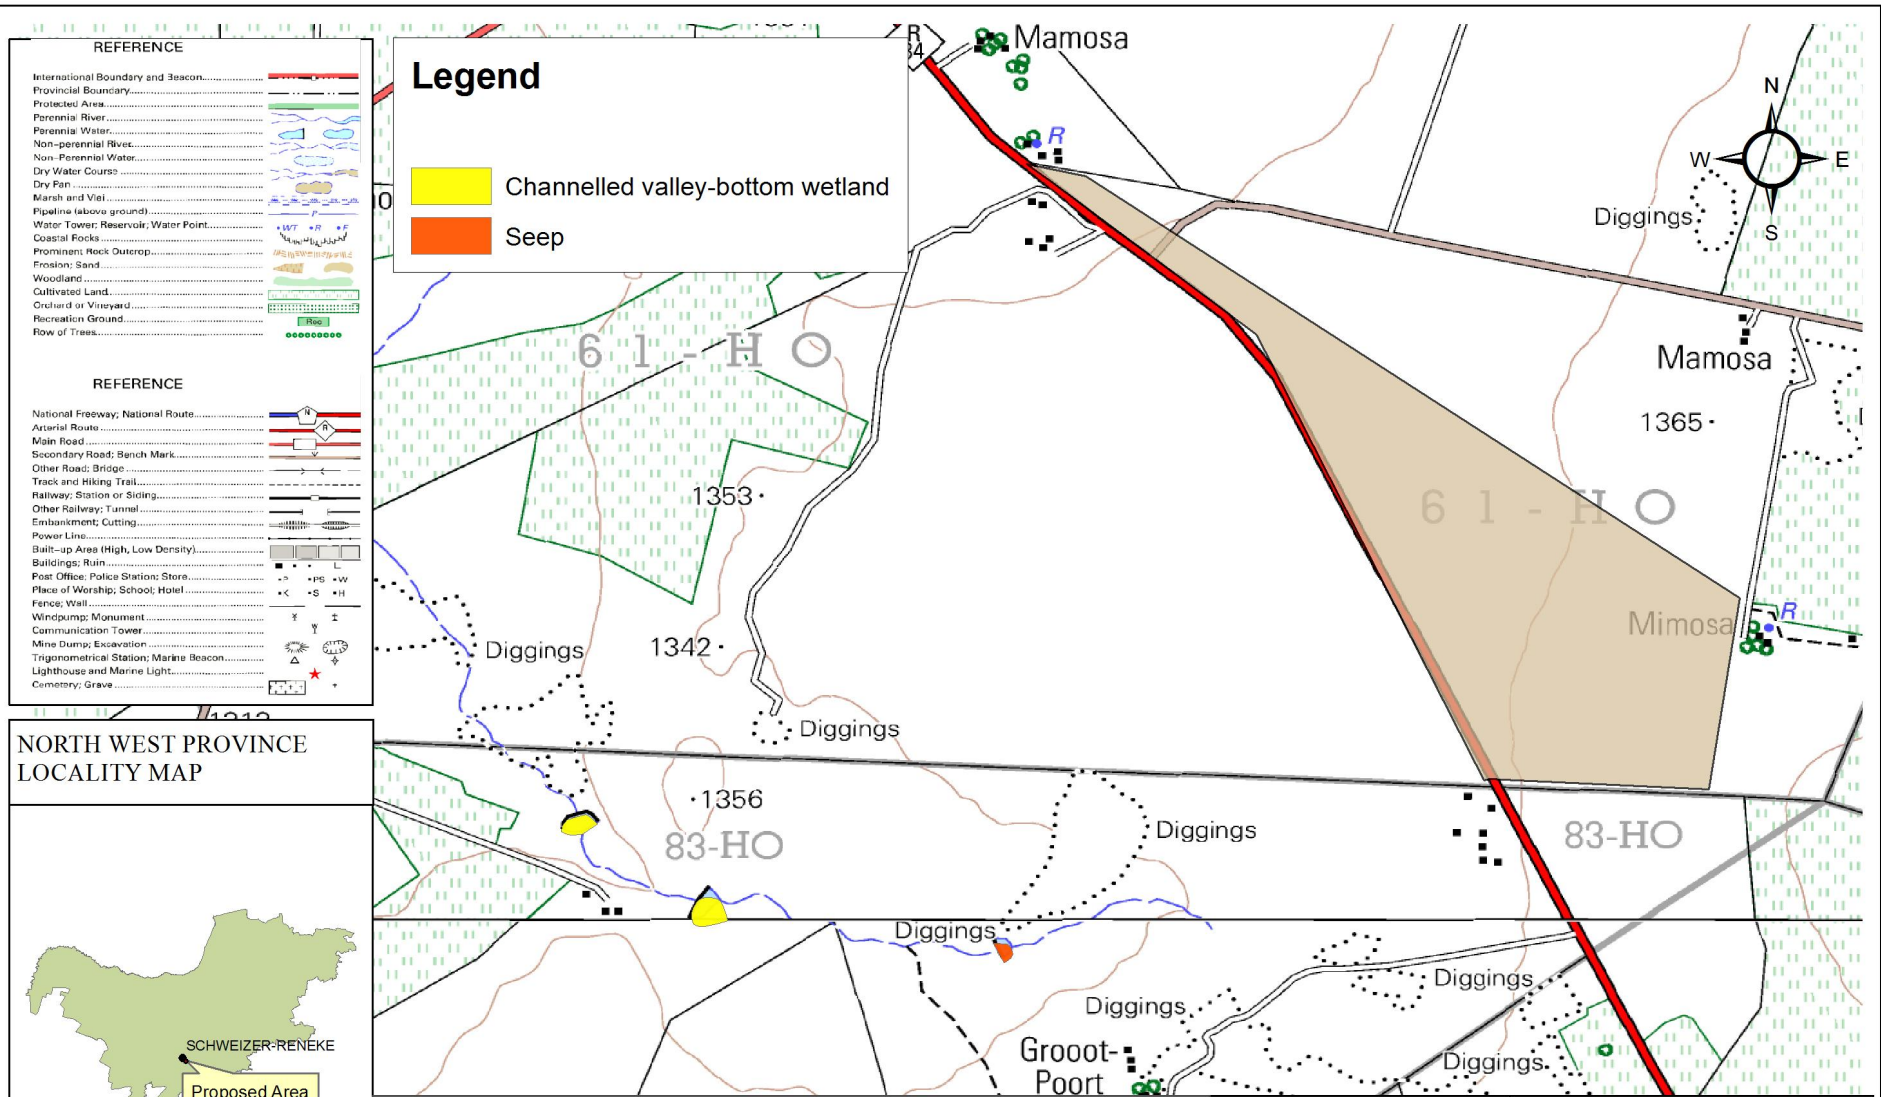 REFERENCE
International Boundary and Beacon
Provincial Boundary
Protected Area
Perennial River
Perennial Water
Non-perennial River
Non-Perennial Water
Dry Water Course
Dry Pan
Marsh and Vlei
Pipeline (above ground)
P
Water Tower; Reservoir; Water Point
WT R F
Coastal Rocks
Prominent Rock Outcrop
Erosion; Sand
Woodland
Cultivated Land
Orchard or Vineyard
Recreation Ground
Rec
Row of Trees
REFERENCE
National Freeway; National Route
N
Arterial Route
R
Main Road
Secondary Road; Bench Mark
Other Road; Bridge
Track and Hiking Trail
Railway; Station or Siding
Other Railway; Tunnel
Embankment; Cutting
Power Line
Built-up Area (High, Low Density)
Buildings; Ruin
Post Office; Police Station; Store
P PS W
Place of Worship; School; Hotel
S H
Fence; Wall
Windpump; Monument
Communication Tower
Mine Dump; Excavation
Trigonometrical Station; Marine Beacon
Lighthouse and Marine Light
Cemetery; Grave
NORTH WEST PROVINCE
LOCALITY MAP
SCHWEIZER-RENEKE
Proposed Area
Legend
Channelled valley-bottom wetland
Seep
R
34
Mamosa
R
N
W
E
S
Diggings
61-HO
Mamosa
1365
1353
61-HO
R
Mimosa
Diggings
1342
Diggings
1356
83-HO
Diggings
83-HO
Diggings
Diggings
Diggings
Grooot-
Poort
Diggings